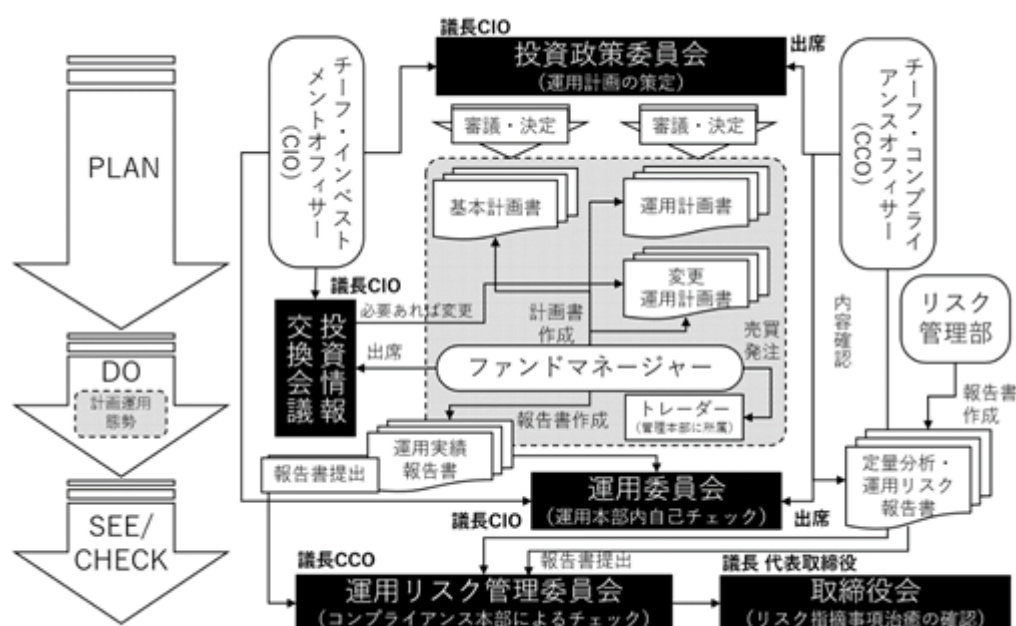 議長CIO
投資政策委員会
(運用計画の策定)
出席
チーフ・インベスト
メントオフィサー
(CIO)
チーフ・コンプライ
アンスオフィサー
(CCO)
審議・決定
審議・決定
PLAN
基本計画書
運用計画書
変更
運用計画書
議長CIO
必要あれば変更
投資情報
交換会議
計画書
作成
売買
発注
内容確認
リスク
管理部
出席
ファンドマネージャー
DO
計画運用
態勢
報告書作成
トレーダー
(管理本部に所属)
報告書
作成
運用実績
報告書
報告書提出
定量分析・
運用リスク
報告書
運用委員会
(運用本部内自己チェック)
議長CIO
出席
SEE/
CHECK
議長CCO
報告書提出
議長 代表取締役
運用リスク管理委員会
(コンプライアンス本部によるチェック)
取締役会
(リスク指摘事項治癒の確認)